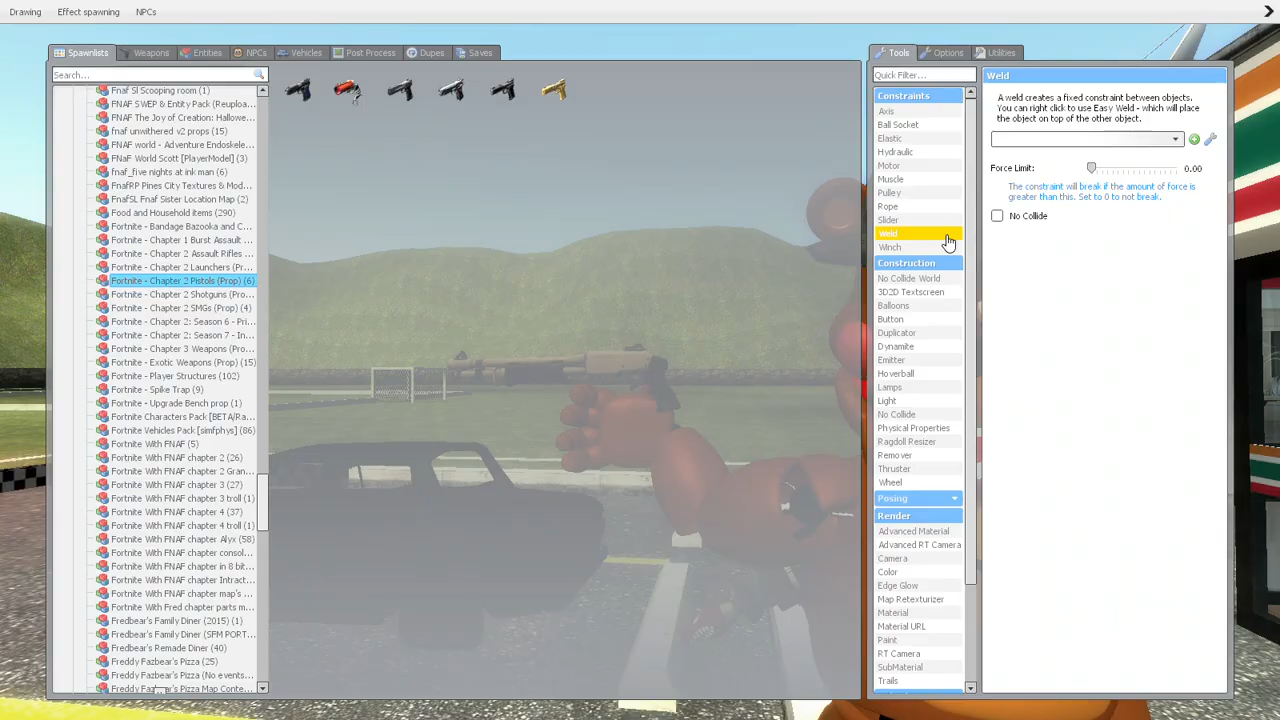 Drawing Effect spawning NPCs
Spawnlists Weapons Entities NPCs Vehicles Post Process Dupes Saves
Search...
Fnaf Sl Scooping room (1)
FNAF SWEP & Entity Pack (Reuploa...
FNAF The Joy of Creation: Hallowe...
fnaf unwithered v2 props (15)
FNAF world - Adventure Endoskele...
FNaF World Scott [PlayerModel] (3)
fnaf_five nights at ink man (6)
FnafRP Pines City Textures & Mod...
FnafSL Fnaf Sister Location Map (2)
Food and Household items (290)
Fortnite - Bandage Bazooka and C...
Fortnite - Chapter 1 Burst Assault ...
Fortnite - Chapter 2 Assault Rifles ...
Fortnite - Chapter 2 Launchers (Pr...
Fortnite - Chapter 2 Pistols (Prop) (6)
Fortnite - Chapter 2 Shotguns (Pro...
Fortnite - Chapter 2 SMGs (Prop) (4)
Fortnite - Chapter 2: Season 6 - Pri...
Fortnite - Chapter 2: Season 7 - In...
Fortnite - Chapter 3 Weapons (Pro...
Fortnite - Exotic Weapons (Prop) (15)
Fortnite - Player Structures (102)
Fortnite - Spike Trap (9)
Fortnite - Upgrade Bench prop (1)
Fortnite Characters Pack [BETA/Ra...
Fortnite Vehicles Pack [simfphys] (86)
Fortnite With FNAF (5)
Fortnite With FNAF chapter 2 (26)
Fortnite With FNAF chapter 2 Gran...
Fortnite With FNAF chapter 3 (27)
Fortnite With FNAF chapter 3 troll (1)
Fortnite With FNAF chapter 4 (37)
Fortnite With FNAF chapter 4 troll (1)
Fortnite With FNAF chapter Alyx (58)
Fortnite With FNAF chapter consol...
Fortnite With FNAF chapter in 8 bit...
Fortnite With FNAF chapter Intract...
Fortnite With FNAF chapter map's ...
Fortnite With Fred chapter parts m...
Fredbear's Family Diner (2015) (1)
Fredbear's Family Diner (SFM PORT...
Fredbear's Remade Diner (40)
Freddy Fazbear's Pizza (25)
Freddy Fazbear's Pizza (No events...
Freddy Fazbear's Pizza Map Conte...
Tools Options Utilities
Quick Filter...
Constraints
Axis
Ball Socket
Elastic
Hydraulic
Motor
Muscle
Pulley
Rope
Slider
Weld
Winch
Construction
No Collide World
3D2D Textscreen
Balloons
Button
Duplicator
Dynamite
Emitter
Hoverball
Lamps
Light
No Collide
Physical Properties
Ragdoll Resizer
Remover
Thruster
Wheel
Posing
Render
Advanced Material
Advanced RT Camera
Camera
Color
Edge Glow
Map Retexturizer
Material
Material URL
Paint
RT Camera
SubMaterial
Trails
Weld
A weld creates a fixed constraint between objects.
You can right click to use Easy Weld - which will place
the object on top of the other object.
Force Limit: 0.00
The constraint will break if the amount of force is
greater than this. Set to 0 to not break.
No Collide